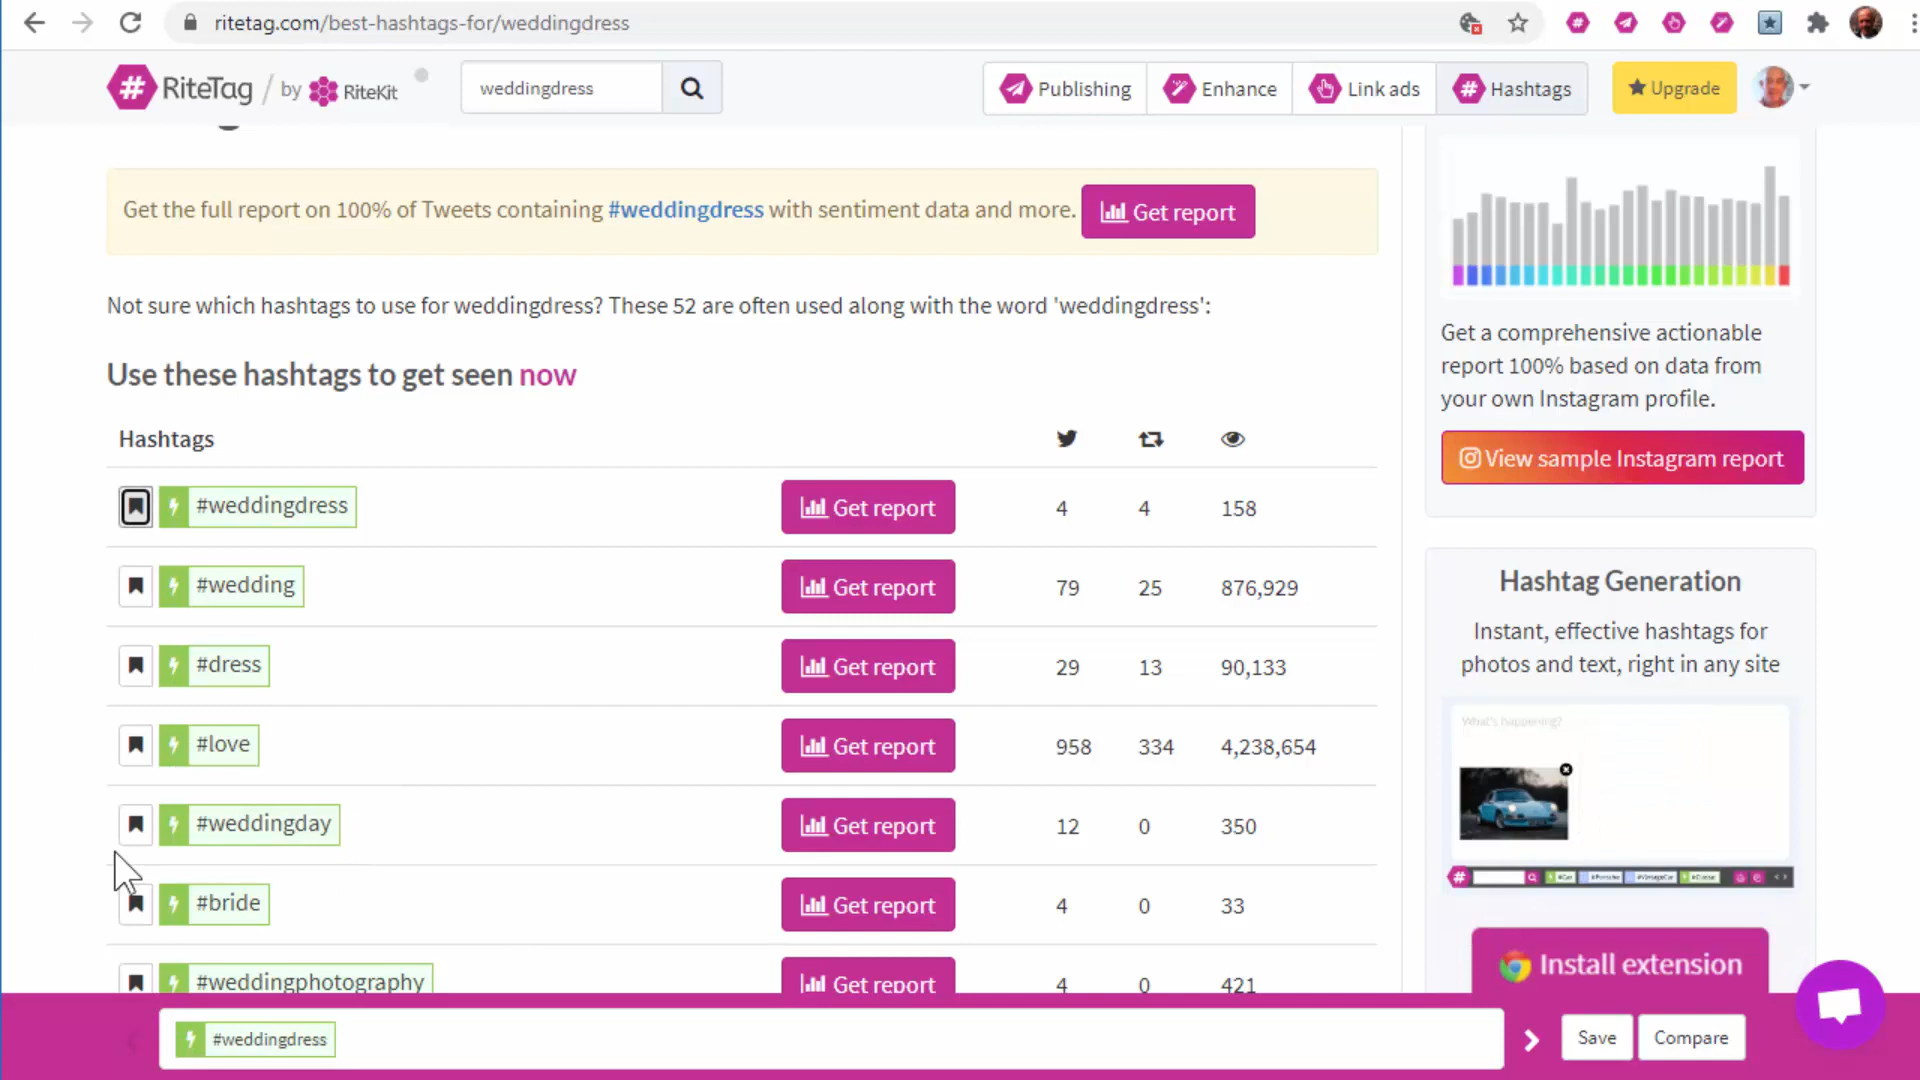 ritetag.com/best-hashtags-for/weddingdress
# RiteTag / by RiteKit
weddingdress
Publishing
Enhance
Link ads
# Hashtags
Upgrade
Get the full report on 100% of Tweets containing #weddingdress with sentiment data and more.
Get report
Not sure which hashtags to use for weddingdress? These 52 are often used along with the word 'weddingdress':
Use these hashtags to get seen now
Hashtags
#weddingdress Get report 4 4 158
#wedding Get report 79 25 876,929
#dress Get report 29 13 90,133
#love Get report 958 334 4,238,654
#weddingday Get report 12 0 350
#bride Get report 4 0 33
#weddingphotography Get report 4 0 421
Get a comprehensive actionable
report 100% based on data from
your own Instagram profile.
View sample Instagram report
Hashtag Generation
Instant, effective hashtags for
photos and text, right in any site
What's happening?
Install extension
#weddingdress
Save
Compare